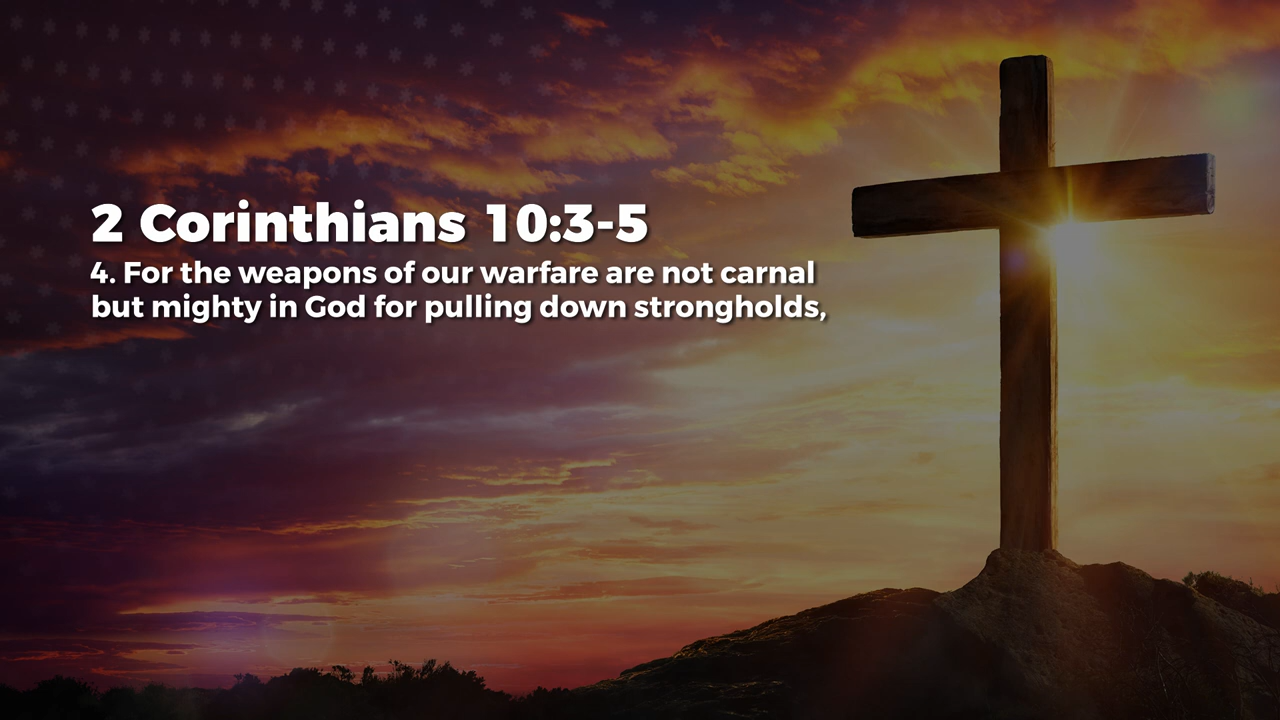 2 Corinthians 10:3-5
4. For the weapons of our warfare are not carnal
but mighty in God for pulling down strongholds,